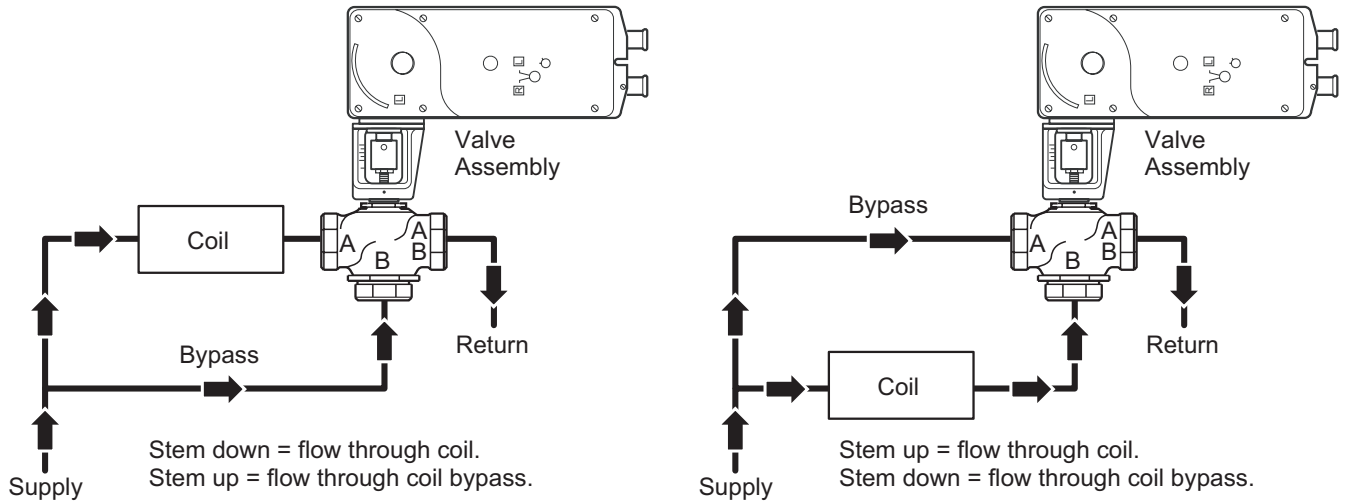 L
R
L
Valve
Assembly
Coil
A
B
A
B
Bypass
Return
Stem down = flow through coil.
Stem up = flow through coil bypass.
Supply
L
R
L
Valve
Assembly
Bypass
A
B
A
B
Return
Coil
Stem up = flow through coil.
Stem down = flow through coil bypass.
Supply